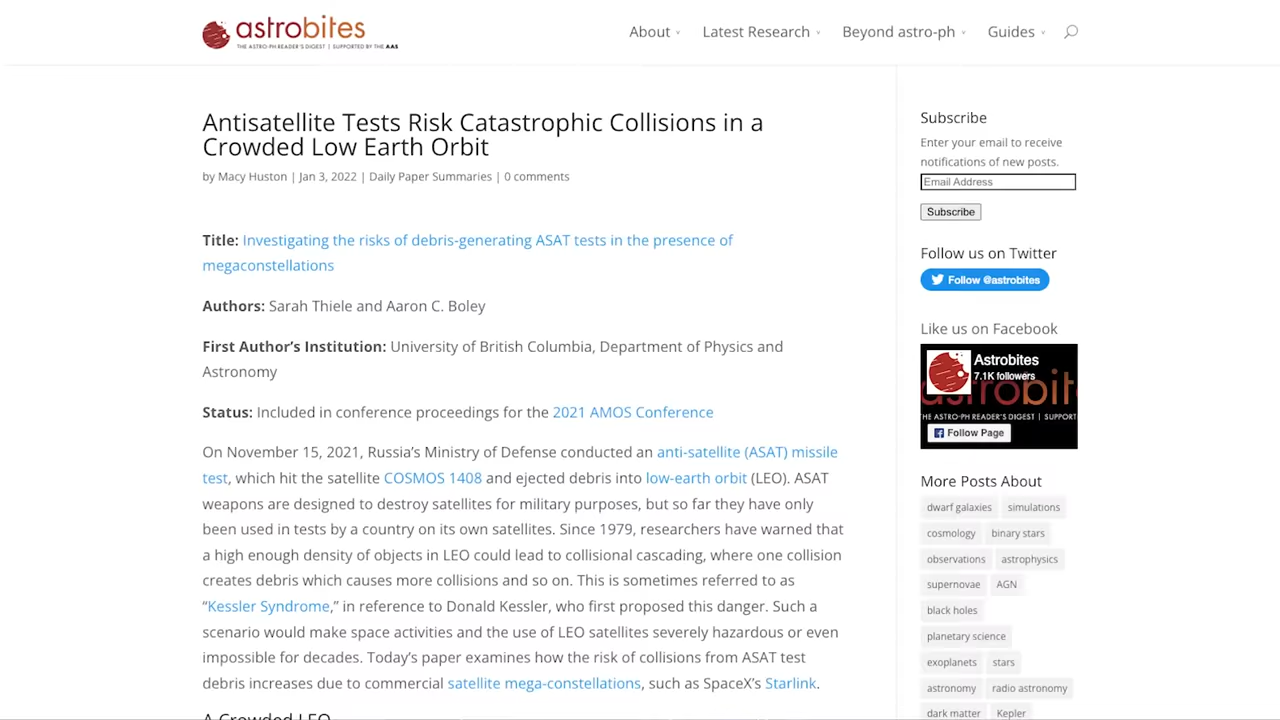 astrobites
THE ASTRO-PH READER'S DIGEST | SUPPORTED BY THE AAS
About
Latest Research
Beyond astro-ph
Guides
Antisatellite Tests Risk Catastrophic Collisions in a
Crowded Low Earth Orbit
by Macy Huston | Jan 3, 2022 | Daily Paper Summaries | 0 comments
Title: Investigating the risks of debris-generating ASAT tests in the presence of
megaconstellations
Authors: Sarah Thiele and Aaron C. Boley
First Author’s Institution: University of British Columbia, Department of Physics and
Astronomy
Status: Included in conference proceedings for the 2021 AMOS Conference
On November 15, 2021, Russia’s Ministry of Defense conducted an anti-satellite (ASAT) missile
test, which hit the satellite COSMOS 1408 and ejected debris into low-earth orbit (LEO). ASAT
weapons are designed to destroy satellites for military purposes, but so far they have only
been used in tests by a country on its own satellites. Since 1979, researchers have warned that
a high enough density of objects in LEO could lead to collisional cascading, where one collision
creates debris which causes more collisions and so on. This is sometimes referred to as
“Kessler Syndrome,” in reference to Donald Kessler, who first proposed this danger. Such a
scenario would make space activities and the use of LEO satellites severely hazardous or even
impossible for decades. Today’s paper examines how the risk of collisions from ASAT test
debris increases due to commercial satellite mega-constellations, such as SpaceX’s Starlink.
A Crowded LEO
Subscribe
Enter your email to receive
notifications of new posts.
Email Address
Subscribe
Follow us on Twitter
Follow @astrobites
Like us on Facebook
Astrobites
7.1K followers
astrobit
THE ASTRO-PH READER'S DIGEST | SUPPORT
Follow Page
More Posts About
dwarf galaxies simulations
cosmology binary stars
observations astrophysics
supernovae AGN
black holes
planetary science
exoplanets stars
astronomy radio astronomy
dark matter Kepler